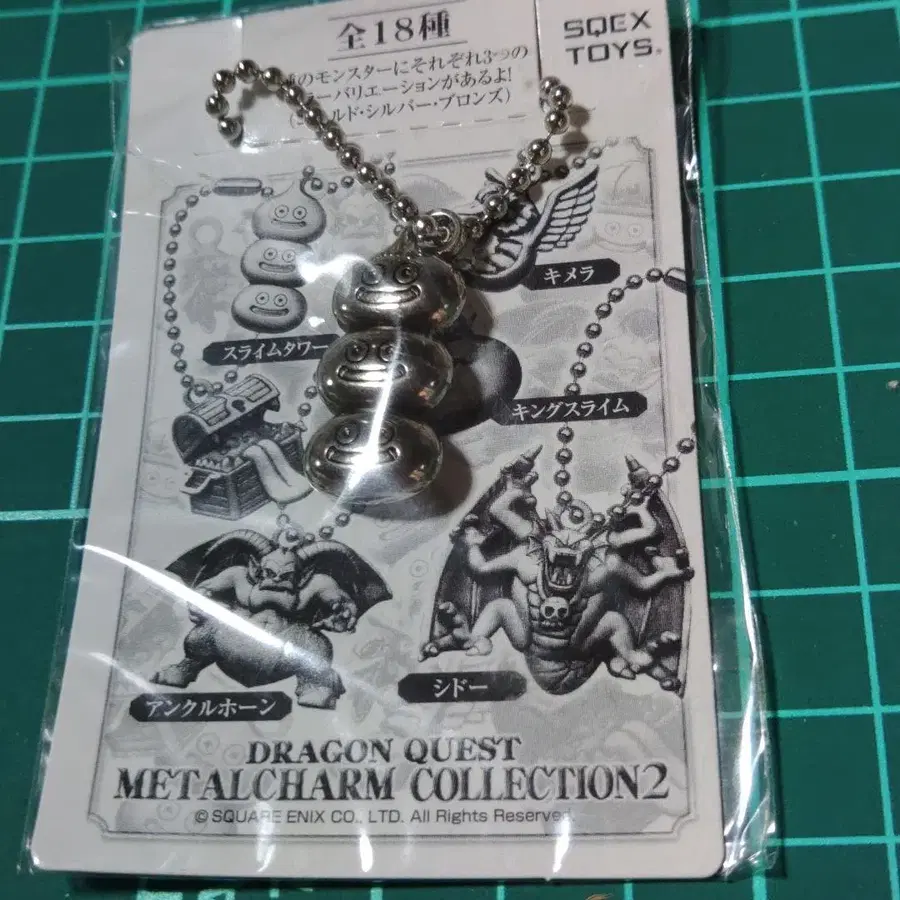 全18種
SQEX
TOYS®
のモンスターにそれぞれ3つの
ーバリエーションがあるよ!
ルド・シルバー・ブロンズ)
キメラ
スライムタワー
キングスライム
アンクルホーン
シドー
DRAGON QUEST
METALCHARM COLLECTION2
© SQUARE ENIX CO., LTD. All Rights Reserved.